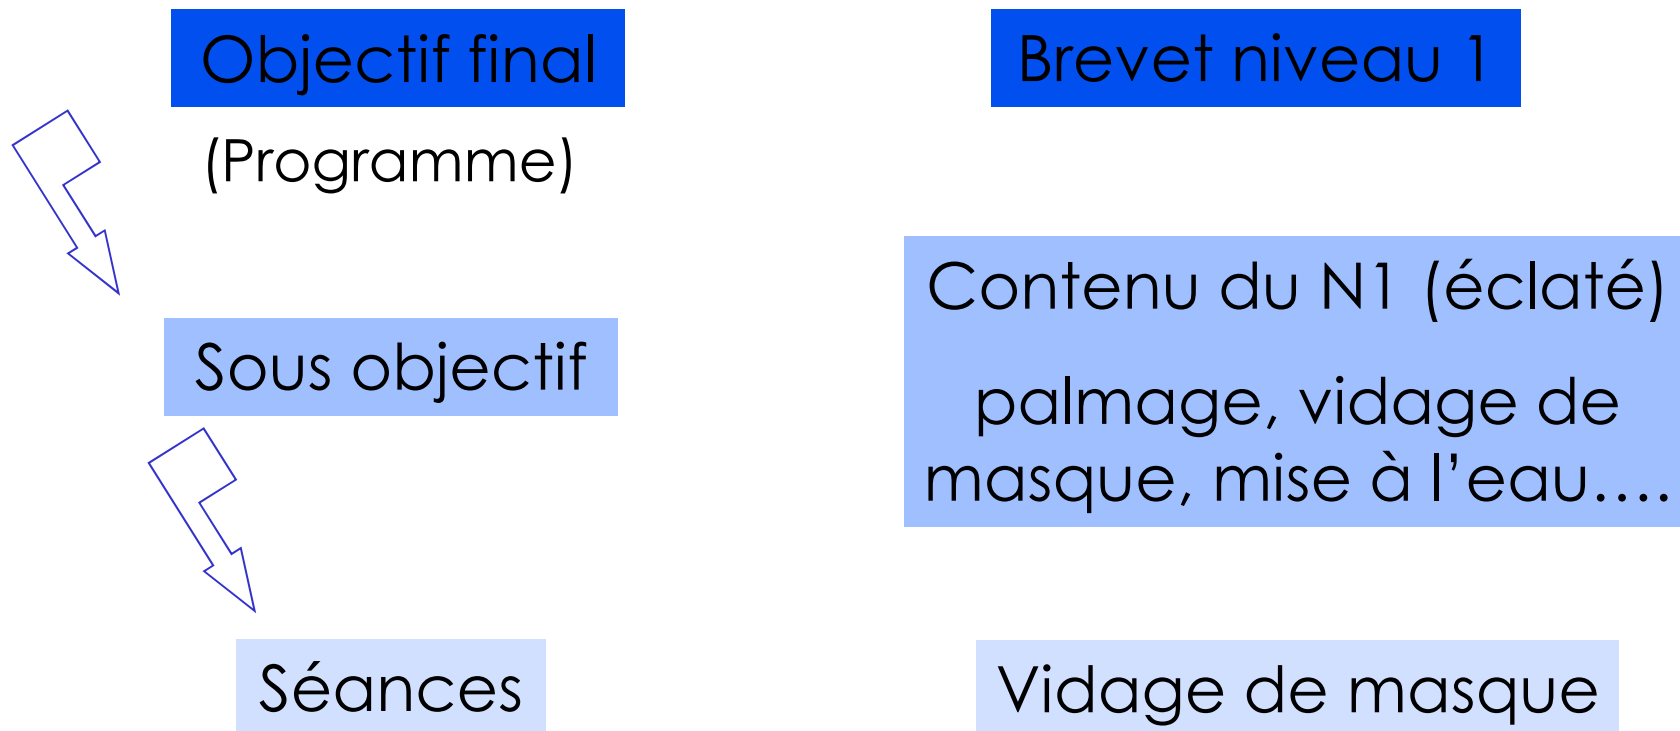 Objectif final
(Programme)
Sous objectif
Séances
Brevet niveau 1
Contenu du N1 (éclaté)
palmage, vidage de
masque, mise à l’eau….
Vidage de masque